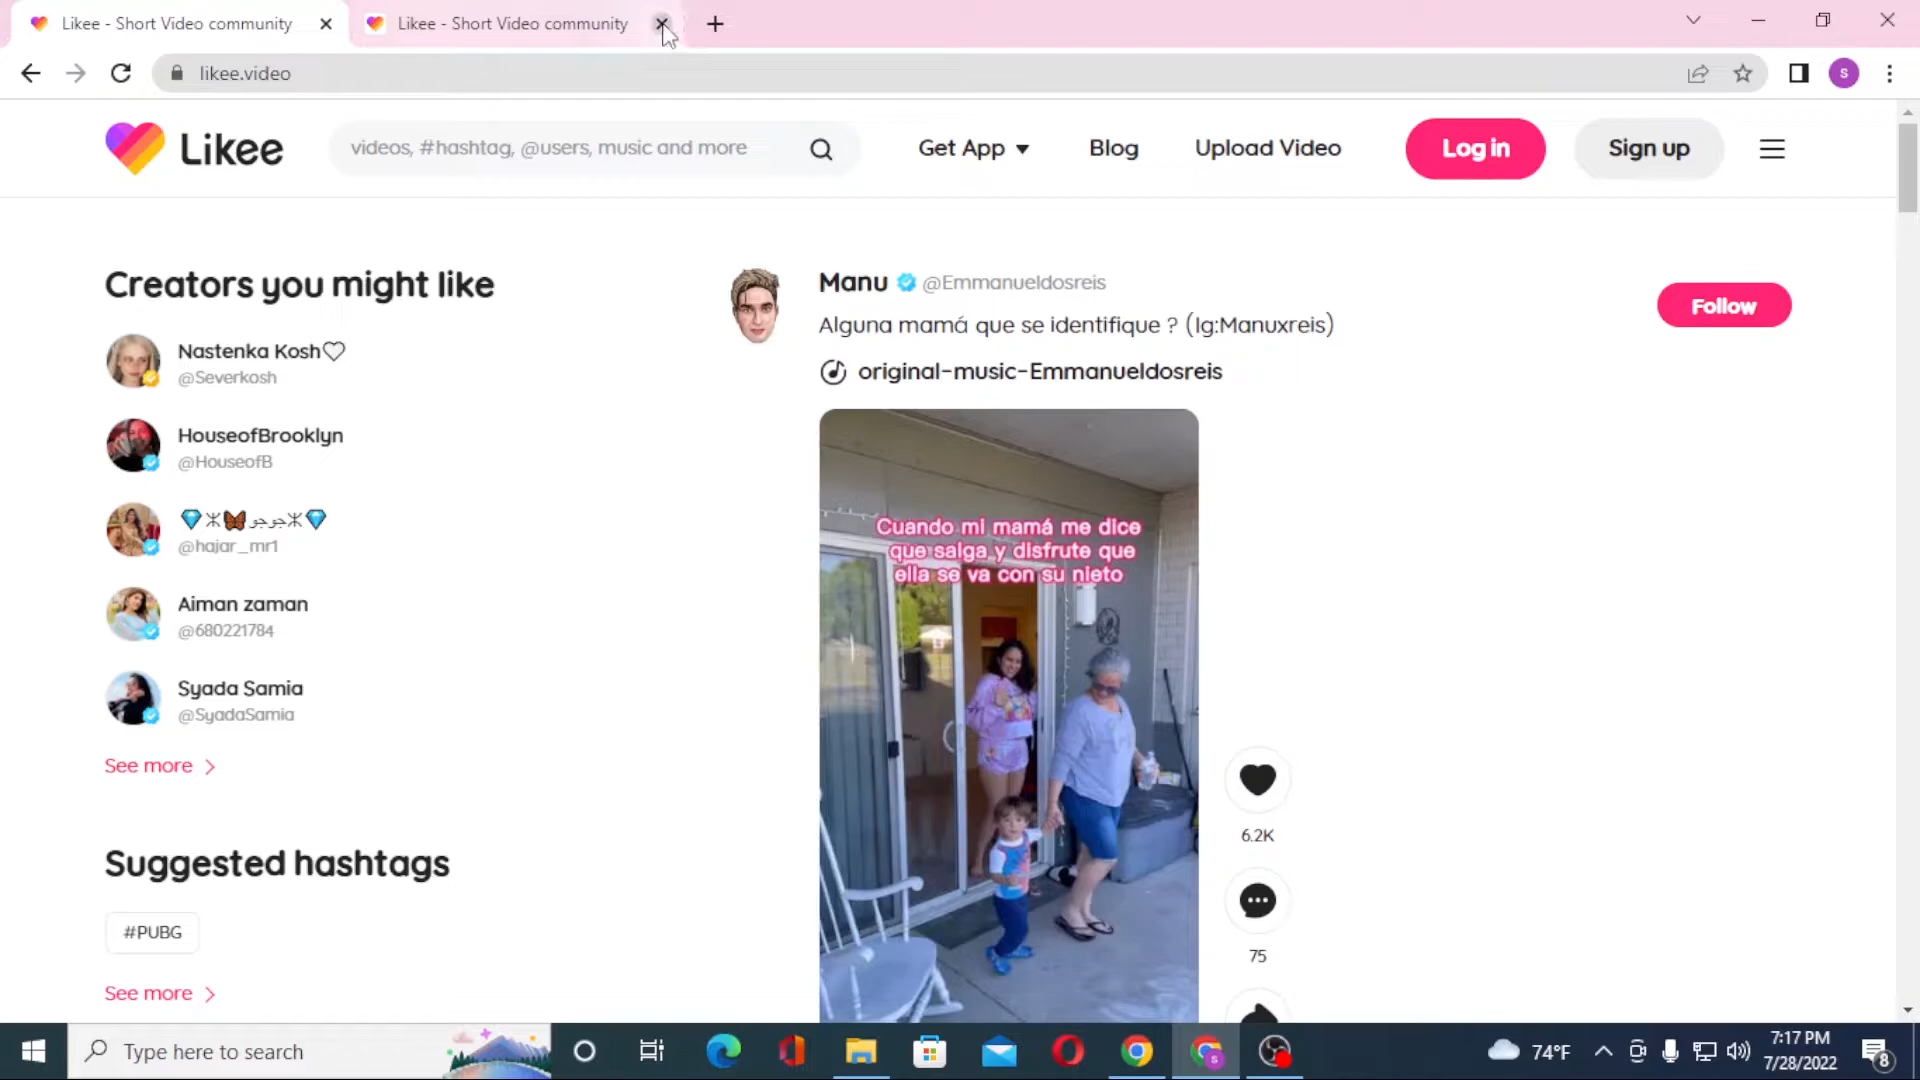 Likee - Short Video community
Likee - Short Video community
likee.video
S
Likee
videos, #hashtag, @users, music and more
Get App
Blog
Upload Video
Log in
Sign up
Creators you might like
Nastenka Kosh♡
@Severkosh
HouseofBrooklyn
@HouseofB
💎ⵣ🦋جوجوⵣ💎
@hajar_mr1
Aiman zaman
@680221784
Syada Samia
@SyadaSamia
See more
Suggested hashtags
#PUBG
See more
Manu @Emmanueldosreis
Alguna mamá que se identifique ? (Ig:Manuxreis)
original-music-Emmanueldosreis
Follow
Cuando mi mamá me dice
que salga y disfrute que
ella se va con su nieto
6.2K
75
Type here to search
S
74°F
7:17 PM
7/28/2022
8